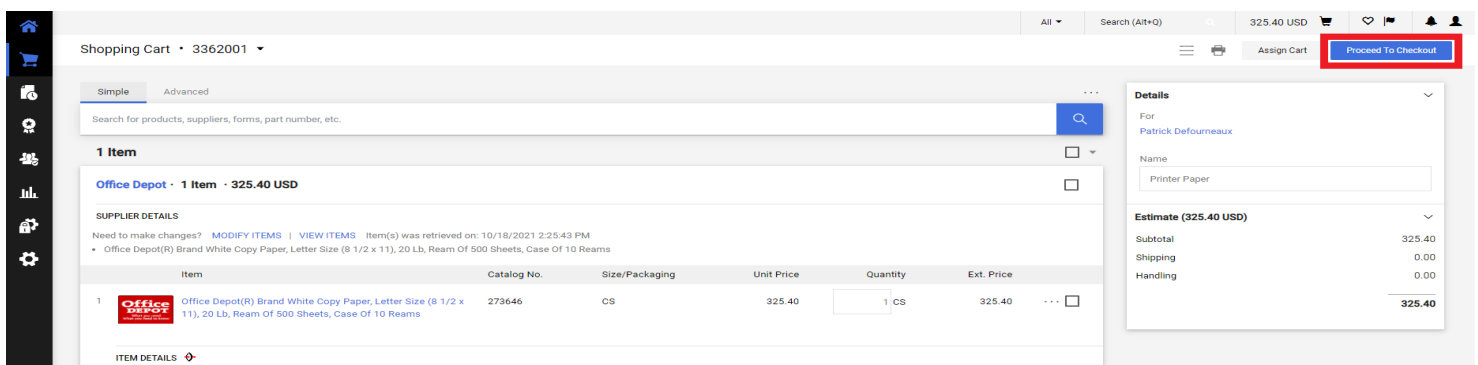 All
Search (Alt+Q)
325.40 USD
Shopping Cart • 3362001
Assign Cart
Proceed To Checkout
Simple
Advanced
...
Search for products, suppliers, forms, part number, etc.
1 Item
Office Depot · 1 Item · 325.40 USD
SUPPLIER DETAILS
Need to make changes? MODIFY ITEMS | VIEW ITEMS Item(s) was retrieved on: 10/18/2021 2:25:43 PM
• Office Depot(R) Brand White Copy Paper, Letter Size (8 1/2 x 11), 20 Lb, Ream Of 500 Sheets, Case Of 10 Reams
Item Catalog No. Size/Packaging Unit Price Quantity Ext. Price
1 Office DEPOT Office Depot(R) Brand White Copy Paper, Letter Size (8 1/2 x 273646 CS 325.40 1 CS 325.40 ...
11), 20 Lb, Ream Of 500 Sheets, Case Of 10 Reams
ITEM DETAILS
Details
For
Patrick Defourneaux
Name
Printer Paper
Estimate (325.40 USD)
Subtotal 325.40
Shipping 0.00
Handling 0.00
325.40